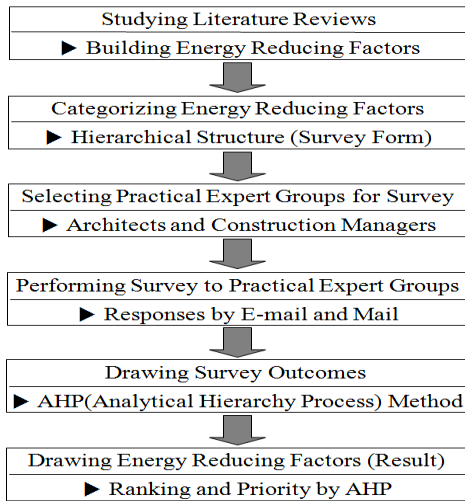 Studying Literature Reviews
► Building Energy Reducing Factors
Categorizing Energy Reducing Factors
► Hierarchical Structure (Survey Form)
Selecting Practical Expert Groups for Survey
► Architects and Construction Managers
Performing Survey to Practical Expert Groups
► Responses by E-mail and Mail
Drawing Survey Outcomes
► AHP(Analytical Hierarchy Process) Method
Drawing Energy Reducing Factors (Result)
► Ranking and Priority by AHP